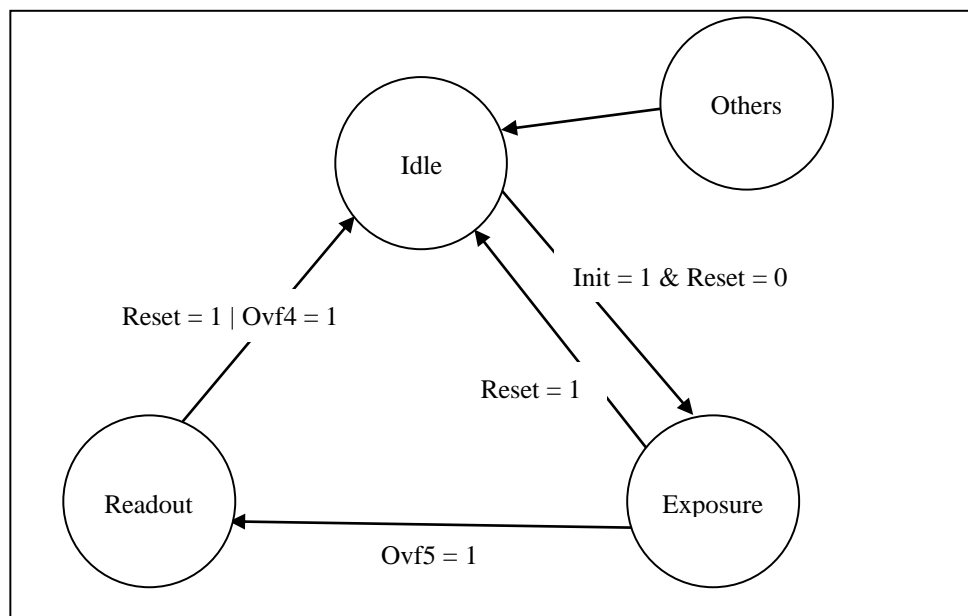 Others
Idle
Init = 1 & Reset = 0
Reset = 1 | Ovf4 = 1
Reset = 1
Readout
Exposure
Ovf5 = 1